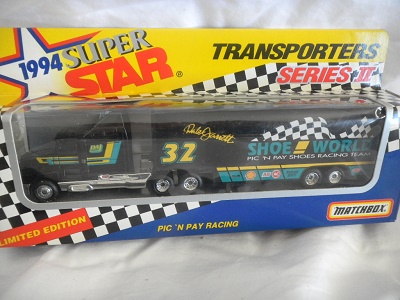 1994 SUPER
STAR
TRANSPORTERS
SERIES II
Dale Jarrett
32
SHOE WORLD
PIC 'N PAY SHOES RACING TEAM
LIMITED EDITION
PIC 'N PAY RACING
MATCHBOX